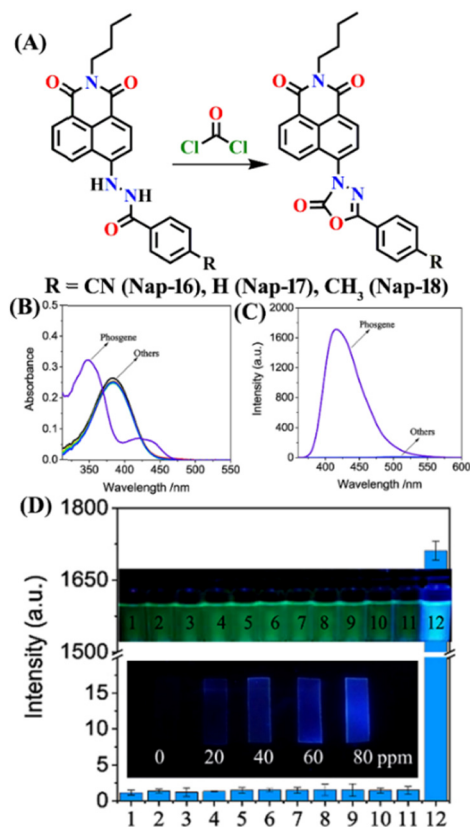 (A)
O N O
Cl O Cl
H N N H
O
R
O N O
N N
O O
R
R = CN (Nap-16), H (Nap-17), CH₃ (Nap-18)
(B)
0.5
0.4
0.3
0.2
0.1
0.0
Absorbance
Phosgene
Others
350 400 450 500 550
Wavelength /nm
(C)
2000
1600
1200
800
400
0
Intensity (a.u.)
Phosgene
Others
400 450 500 550 600
Wavelength /nm
(D)
1800
1650
1500
15
10
5
0
Intensity (a.u.)
1 2 3 4 5 6 7 8 9 10 11 12
0 20 40 60 80 ppm
1 2 3 4 5 6 7 8 9 10 11 12